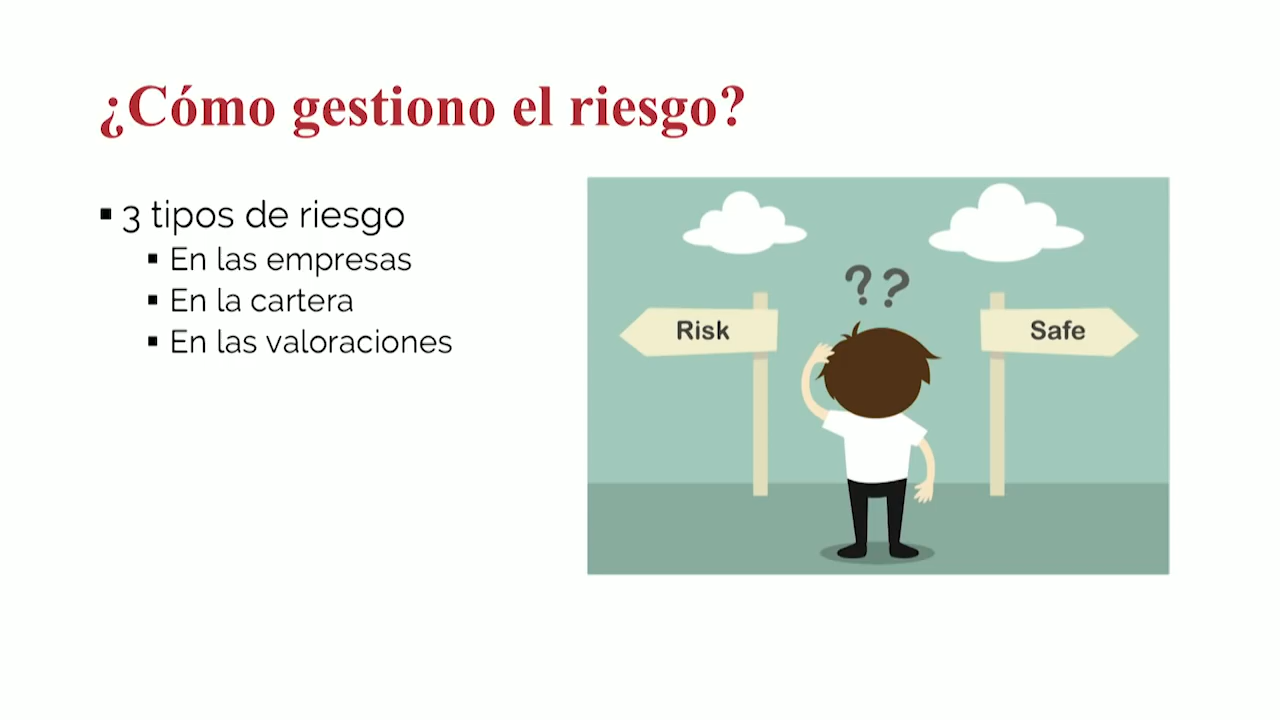 ¿Cómo gestiono el riesgo?
▪ 3 tipos de riesgo
▪ En las empresas
▪ En la cartera
▪ En las valoraciones
??
Risk
Safe